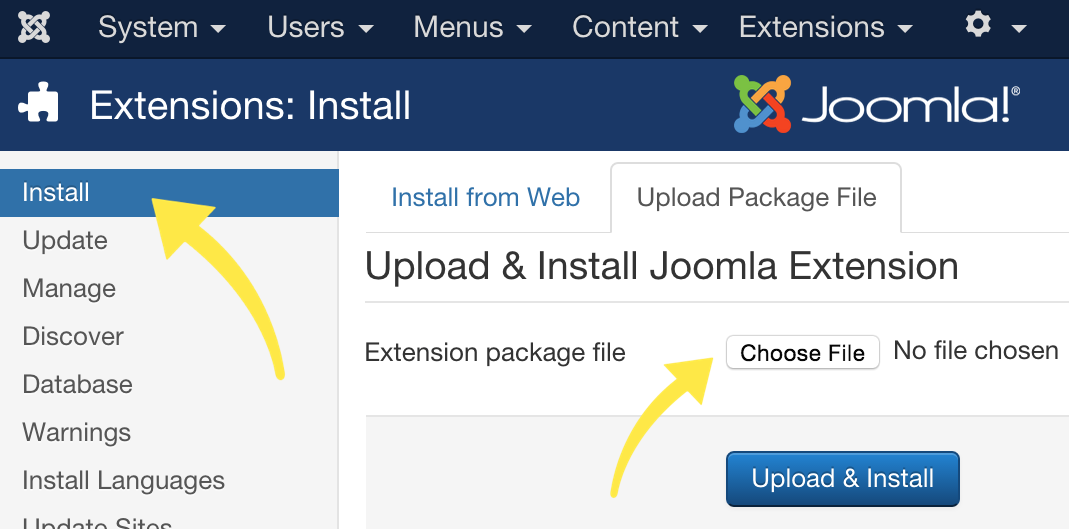 System Users Menus Content Extensions
Extensions: Install
Joomla!®
Install
Update
Manage
Discover
Database
Warnings
Install Languages
Update Sites
Install from Web Upload Package File
Upload & Install Joomla Extension
Extension package file Choose File No file chosen
Upload & Install